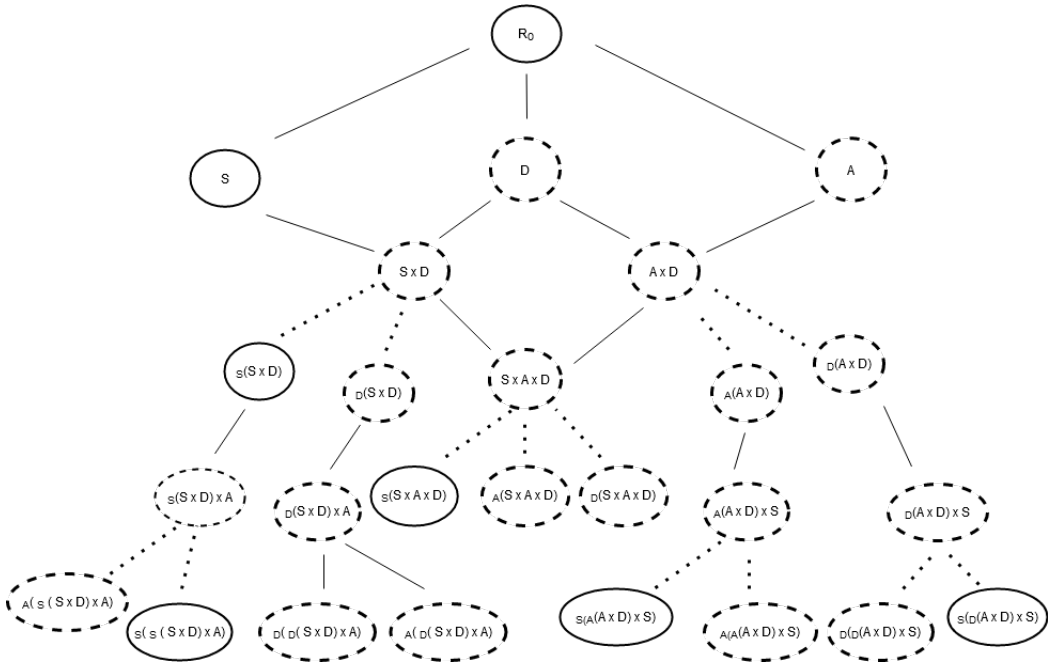 R₀
S
D
A
S x D
A x D
S(S x D)
D(S x D)
S x A x D
A(A x D)
D(A x D)
S(S x D) x A
D(S x D) x A
S(S x A x D)
A(S x A x D)
D(S x A x D)
A(A x D) x S
D(A x D) x S
A( S ( S x D) x A)
S( S ( S x D) x A)
D( D( S x D) x A)
A( D( S x D) x A)
S(A(A x D) x S)
A(A(A x D) x S)
D(D(A x D) x S)
S(D(A x D) x S)